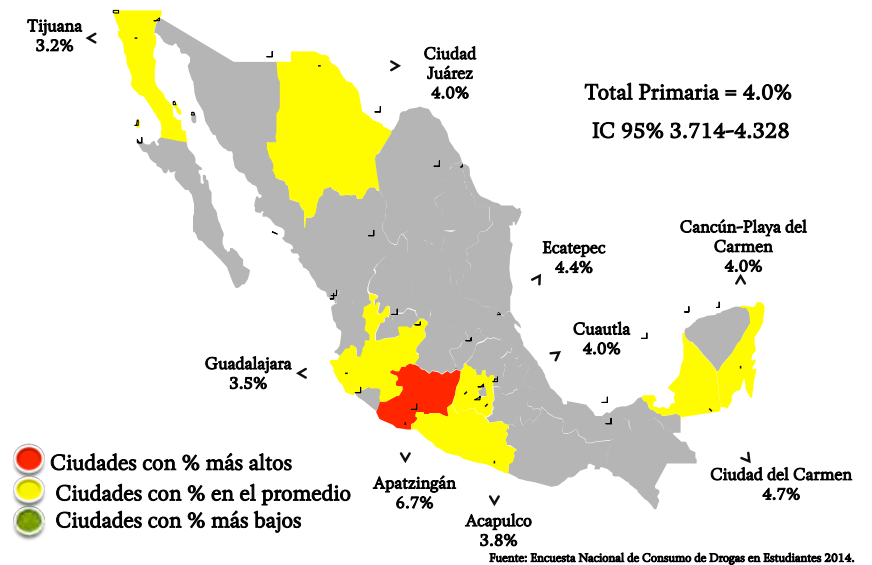 Tijuana
3.2%
Ciudad
Juárez
4.0%
Total Primaria = 4.0%
IC 95% 3.714-4.328
Cancún-Playa del
Carmen
4.0%
Ecatepec
4.4%
Cuautla
4.0%
Guadalajara
3.5%
Ciudades con % más altos
Ciudades con % en el promedio
Ciudades con % más bajos
Apatzingán
6.7%
Acapulco
3.8%
Ciudad del Carmen
4.7%
Fuente: Encuesta Nacional de Consumo de Drogas en Estudiantes 2014.